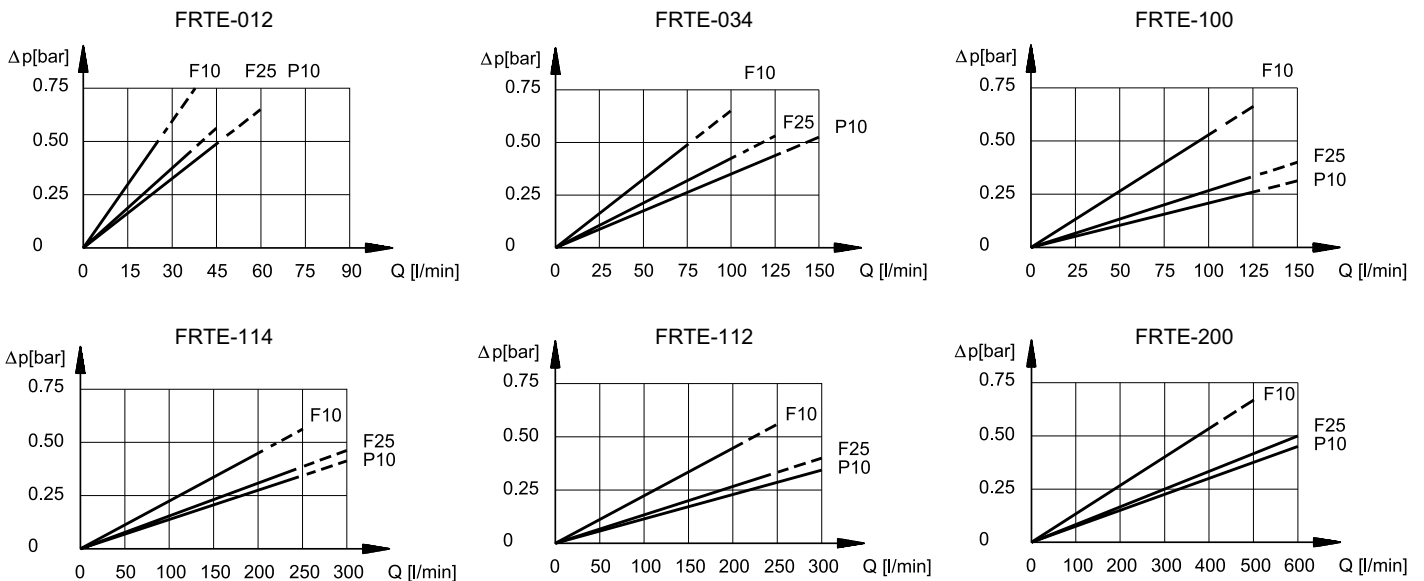 FRTE-012
Δp[bar]
F10 F25 P10
0.75
0.50
0.25
0
0 15 30 45 60 75 90 Q [l/min]
FRTE-034
Δp[bar]
F10
0.75
F25
P10
0.50
0.25
0
0 25 50 75 100 125 150 Q [l/min]
FRTE-100
Δp[bar]
F10
0.75
0.50
F25
P10
0.25
0
0 25 50 75 100 125 150 Q [l/min]
FRTE-114
Δp[bar]
0.75
F10
0.50
F25
P10
0.25
0
0 50 100 150 200 250 300 Q [l/min]
FRTE-112
Δp[bar]
0.75
F10
0.50
F25
P10
0.25
0
0 50 100 150 200 250 300 Q [l/min]
FRTE-200
Δp[bar]
0.75
F10
0.50
F25
P10
0.25
0
0 100 200 300 400 500 600 Q [l/min]